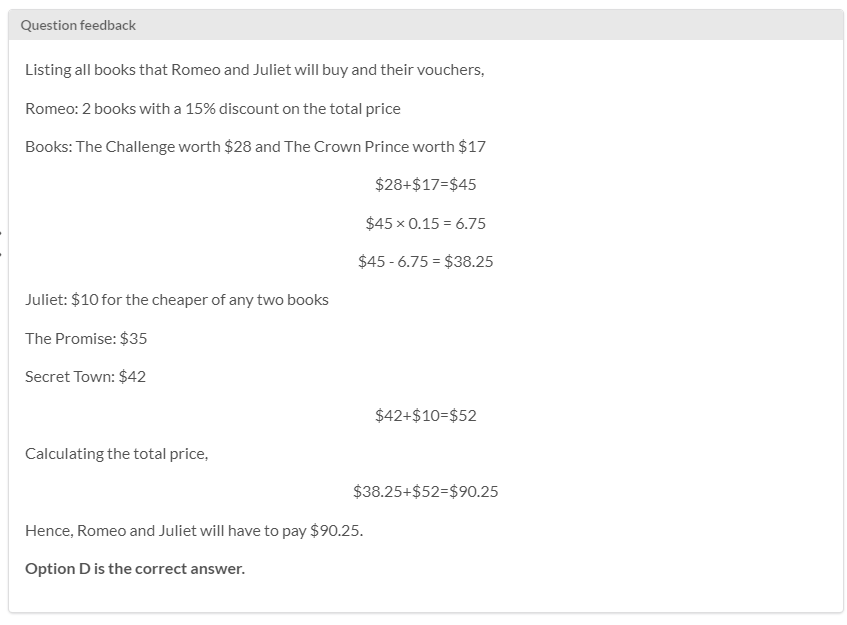 Question feedback
Listing all books that Romeo and Juliet will buy and their vouchers,
Romeo: 2 books with a 15% discount on the total price
Books: The Challenge worth $28 and The Crown Prince worth $17
$28+$17=$45
$45 × 0.15 = 6.75
$45 - 6.75 = $38.25
Juliet: $10 for the cheaper of any two books
The Promise: $35
Secret Town: $42
$42+$10=$52
Calculating the total price,
$38.25+$52=$90.25
Hence, Romeo and Juliet will have to pay $90.25.
Option D is the correct answer.